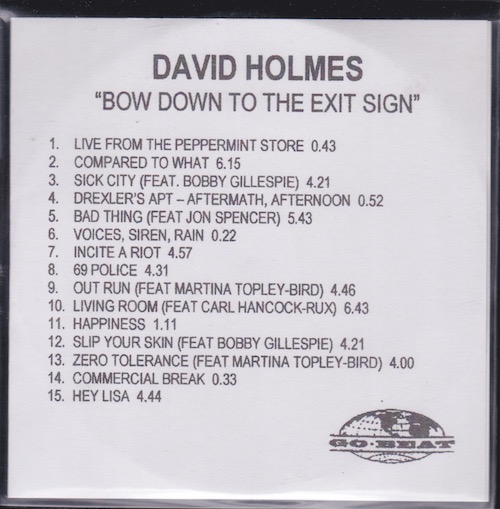 DAVID HOLMES
“BOW DOWN TO THE EXIT SIGN”
1. LIVE FROM THE PEPPERMINT STORE 0.43
2. COMPARED TO WHAT 6.15
3. SICK CITY (FEAT. BOBBY GILLESPIE) 4.21
4. DREXLER'S APT – AFTERMATH, AFTERNOON 0.52
5. BAD THING (FEAT JON SPENCER) 5.43
6. VOICES, SIREN, RAIN 0.22
7. INCITE A RIOT 4.57
8. 69 POLICE 4.31
9. OUT RUN (FEAT MARTINA TOPLEY-BIRD) 4.46
10. LIVING ROOM (FEAT CARL HANCOCK-RUX) 6.43
11. HAPPINESS 1.11
12. SLIP YOUR SKIN (FEAT BOBBY GILLESPIE) 4.21
13. ZERO TOLERANCE (FEAT MARTINA TOPLEY-BIRD) 4.00
14. COMMERCIAL BREAK 0.33
15. HEY LISA 4.44
GO·BEAT